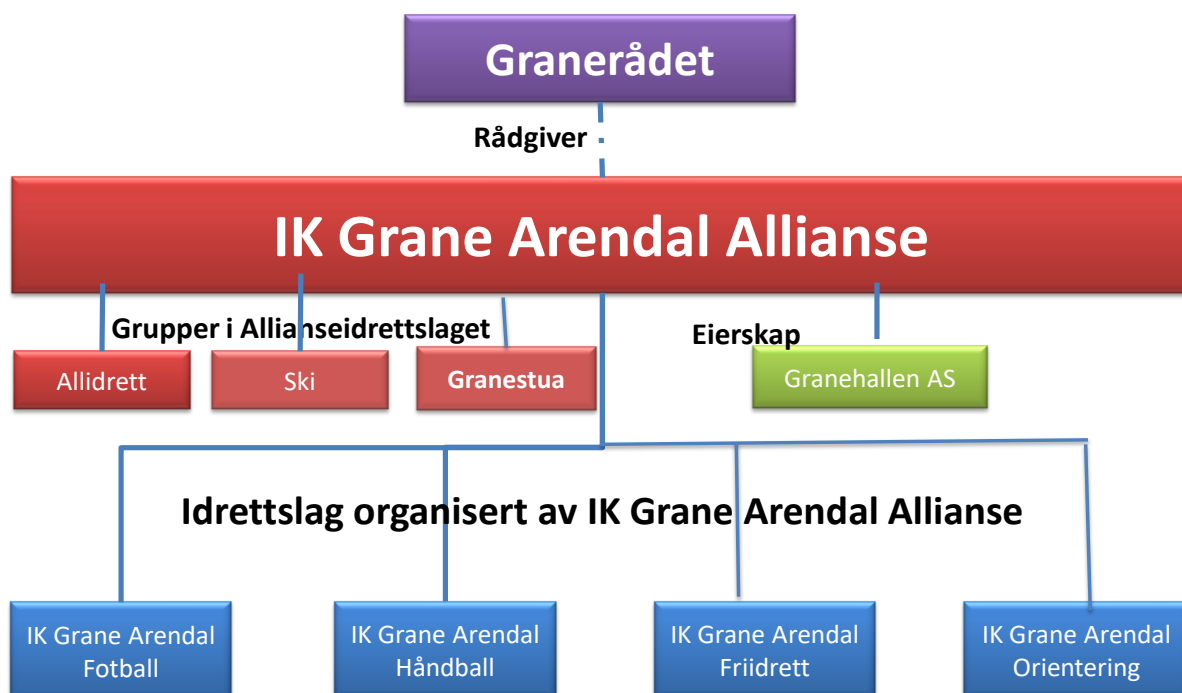 Granerådet
Rådgiver
IK Grane Arendal Allianse
Grupper i Allianseidrettslaget
Eierskap
Allidrett
Ski
Granestua
Granehallen AS
Idrettslag organisert av IK Grane Arendal Allianse
IK Grane Arendal
Fotball
IK Grane Arendal
Håndball
IK Grane Arendal
Friidrett
IK Grane Arendal
Orientering